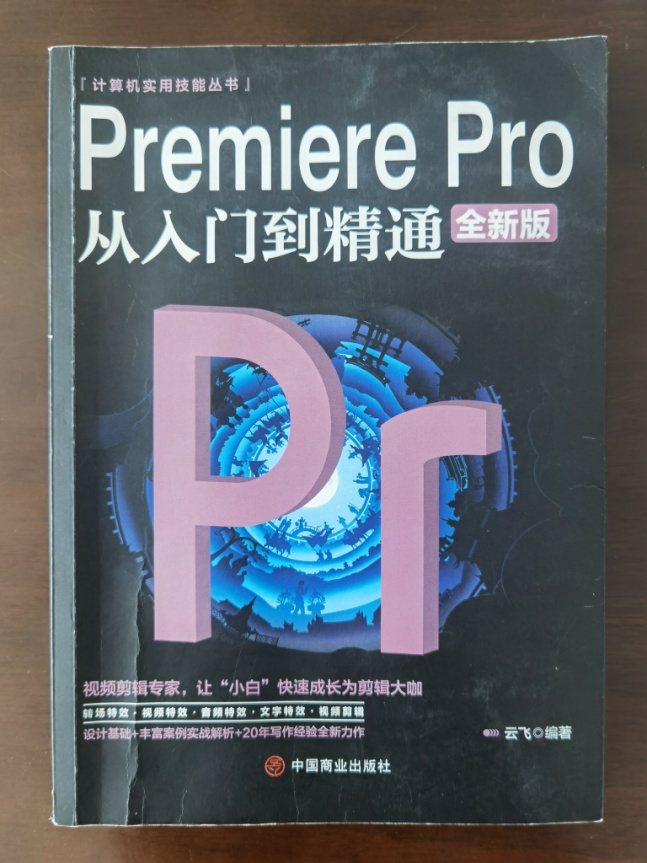 『计算机实用技能丛书』
Premiere Pro
从入门到精通 全新版
Pr
视频剪辑专家，让“小白”快速成长为剪辑大咖
转场特效·视频特效·音频特效·文字特效·视频剪辑
设计基础+丰富案例实战解析+20年写作经验全新力作
云飞◎编著
中国商业出版社